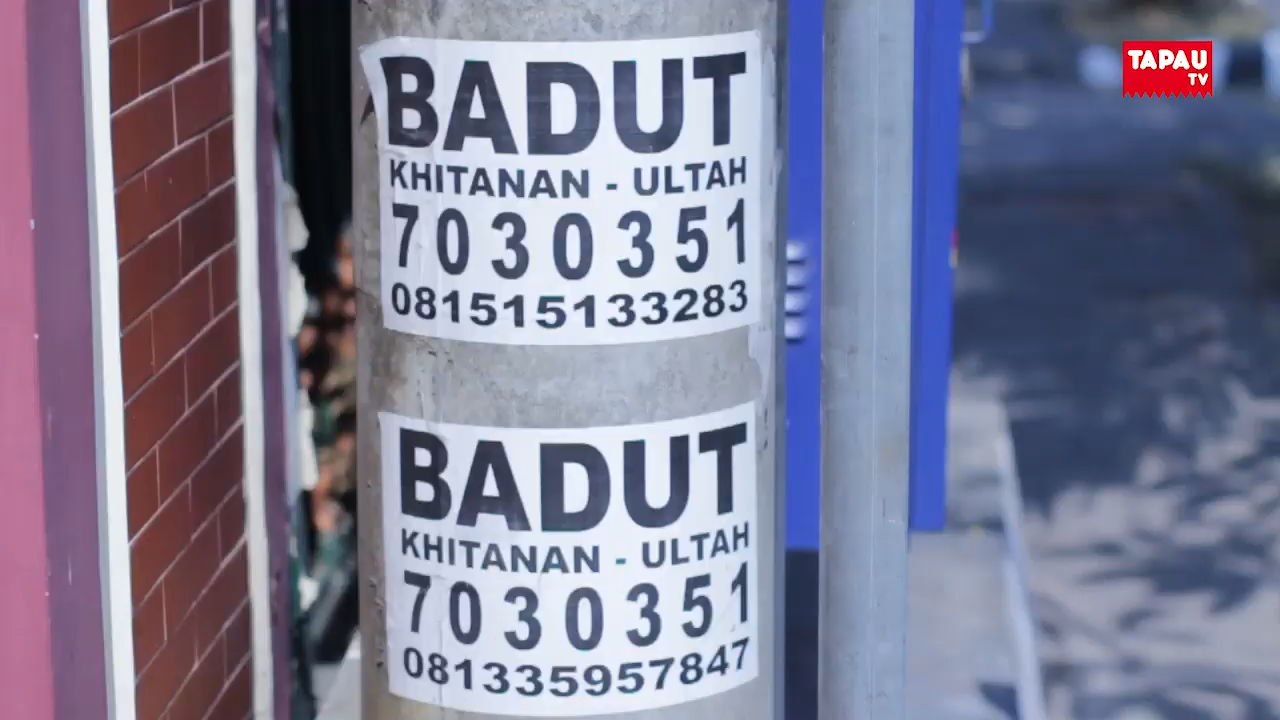 TAPAU
TV
BADUT
KHITANAN - ULTAH
7030351
081515133283
BADUT
KHITANAN - ULTAH
7030351
081335957847